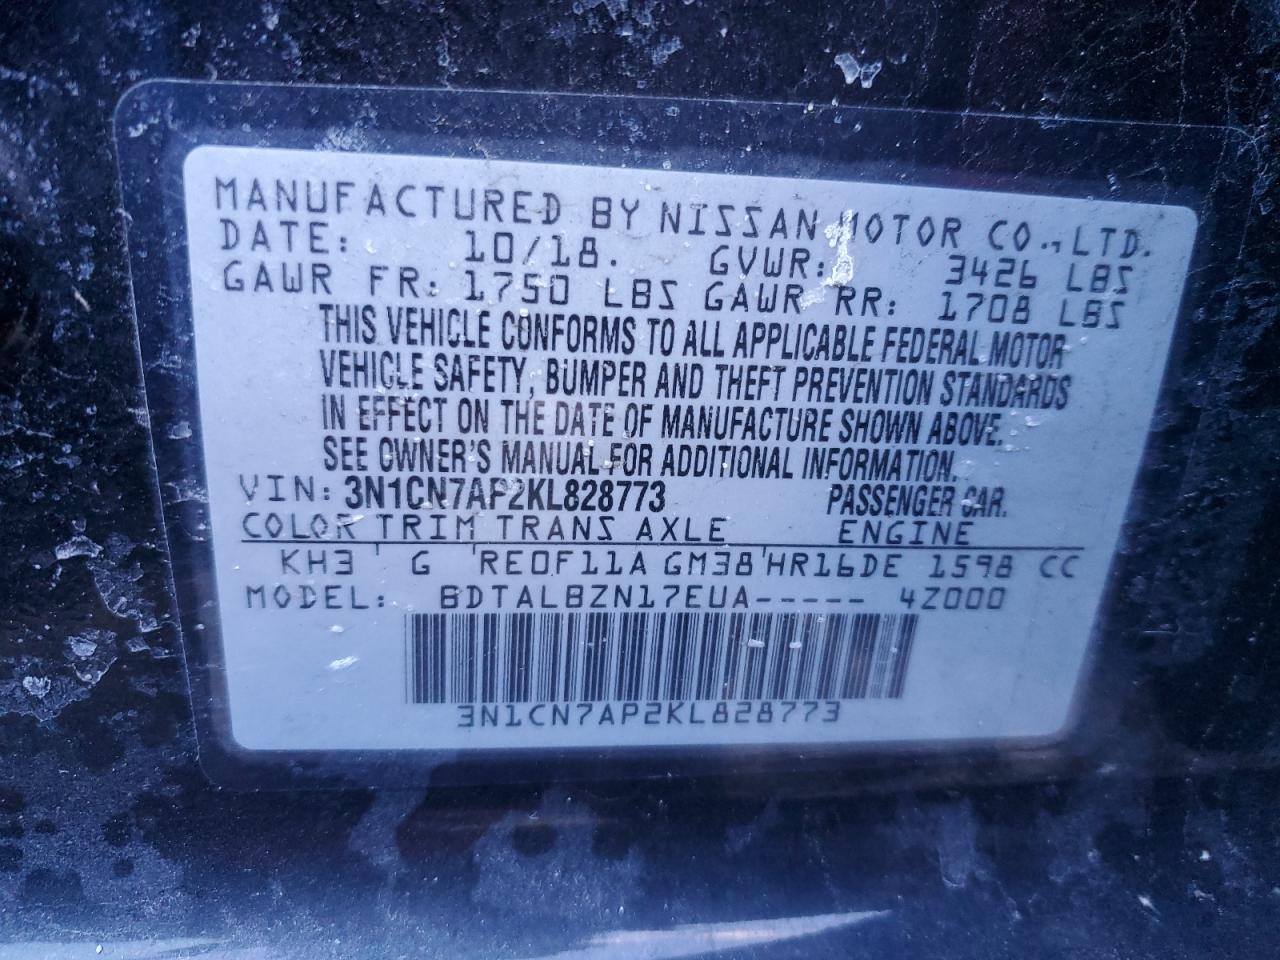 MANUFACTURED BY NISSAN MOTOR CO., LTD.
DATE: 10/18. GVWR: 3426 LBS
GAWR FR: 1750 LBS GAWR RR: 1708 LBS
THIS VEHICLE CONFORMS TO ALL APPLICABLE FEDERAL MOTOR
VEHICLE SAFETY, BUMPER AND THEFT PREVENTION STANDARDS
IN EFFECT ON THE DATE OF MANUFACTURE SHOWN ABOVE.
SEE OWNER'S MANUAL FOR ADDITIONAL INFORMATION.
VIN: 3N1CN7AP2KL828773 PASSENGER CAR.
COLOR TRIM TRANS AXLE ENGINE
KH3 G RE0F11A GM38 HR16DE 1598 CC
MODEL: BDTALBZN17EUA----- 4Z000
3N1CN7AP2KL828773